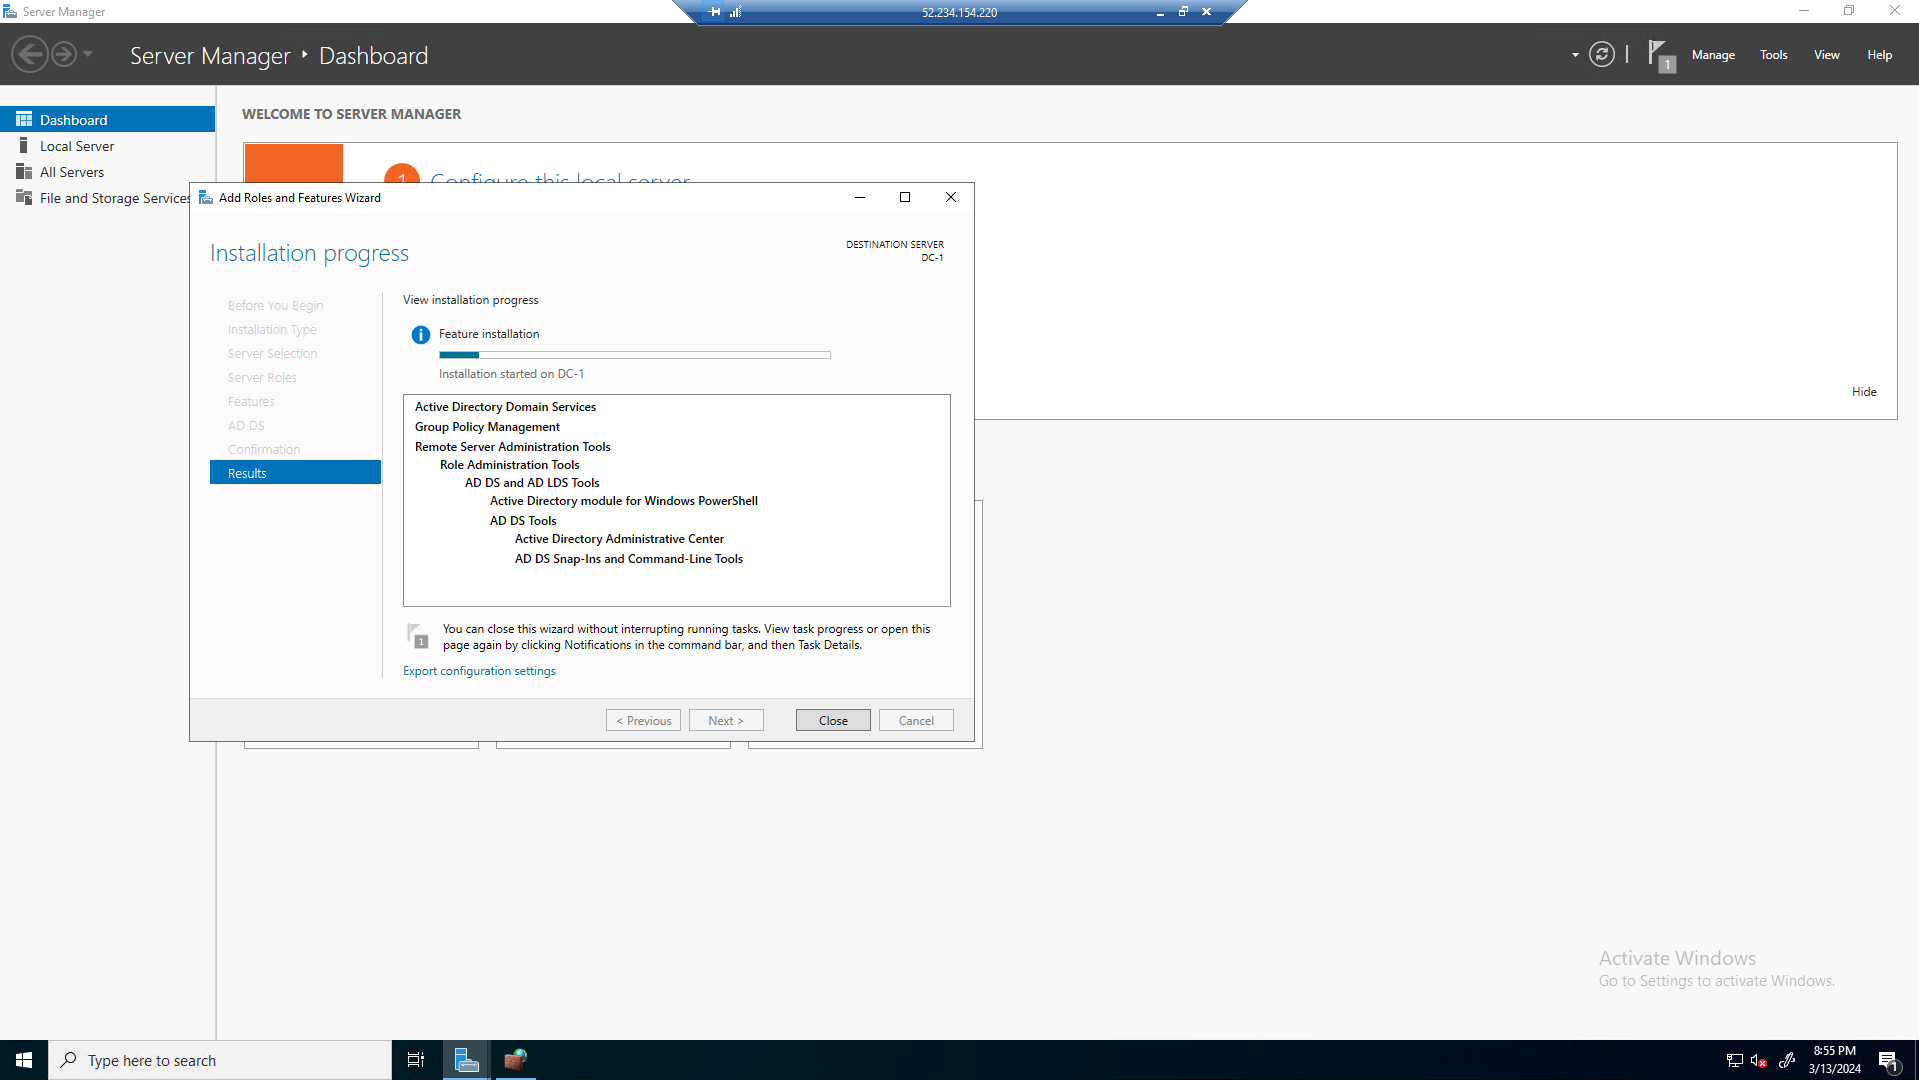 Server Manager
52.234.154.220
Server Manager
Dashboard
1
Manage
Tools
View
Help
Dashboard
Local Server
All Servers
File and Storage Services
WELCOME TO SERVER MANAGER
1
Configure this local server
Hide
Add Roles and Features Wizard
Installation progress
DESTINATION SERVER
DC-1
Before You Begin
Installation Type
Server Selection
Server Roles
Features
AD DS
Confirmation
Results
View installation progress
Feature installation
Installation started on DC-1
Active Directory Domain Services
Group Policy Management
Remote Server Administration Tools
Role Administration Tools
AD DS and AD LDS Tools
Active Directory module for Windows PowerShell
AD DS Tools
Active Directory Administrative Center
AD DS Snap-Ins and Command-Line Tools
1
You can close this wizard without interrupting running tasks. View task progress or open this
page again by clicking Notifications in the command bar, and then Task Details.
Export configuration settings
< Previous
Next >
Close
Cancel
Activate Windows
Go to Settings to activate Windows.
Type here to search
8:55 PM
3/13/2024
1